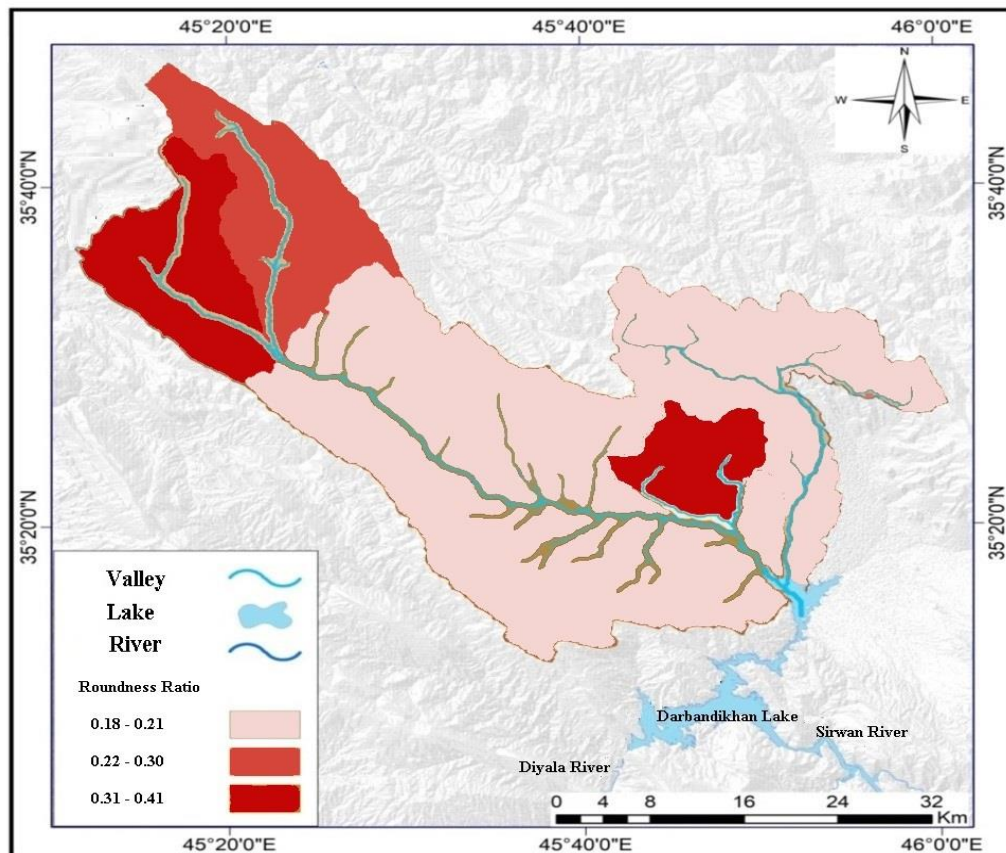 45°20'0"E 45°40'0"E 46°0'0"E
N
W E
S
35°40'0"N 35°40'0"N
35°20'0"N 35°20'0"N
Valley
Lake
River
Roundness Ratio
0.18 - 0.21
0.22 - 0.30
0.31 - 0.41
Darbandikhan Lake
Sirwan River
Diyala River
0 4 8 16 24 32
Km
45°20'0"E 45°40'0"E 46°0'0"E